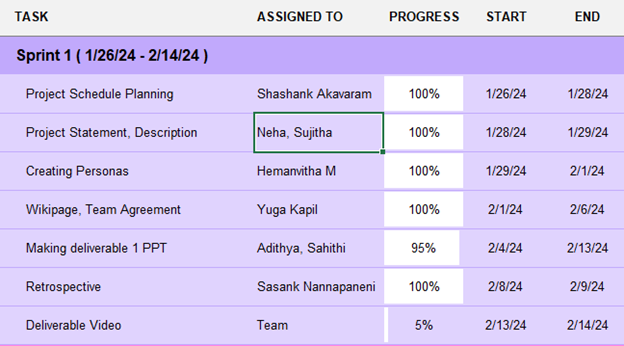 TASK ASSIGNED TO PROGRESS START END
Sprint 1 ( 1/26/24 - 2/14/24 )
Project Schedule Planning Shashank Akavaram 100% 1/26/24 1/28/24
Project Statement, Description Neha, Sujitha 100% 1/28/24 1/29/24
Creating Personas Hemanvitha M 100% 1/29/24 2/1/24
Wikipage, Team Agreement Yuga Kapil 100% 2/1/24 2/6/24
Making deliverable 1 PPT Adithya, Sahithi 95% 2/4/24 2/13/24
Retrospective Sasank Nannapaneni 100% 2/8/24 2/9/24
Deliverable Video Team 5% 2/13/24 2/14/24